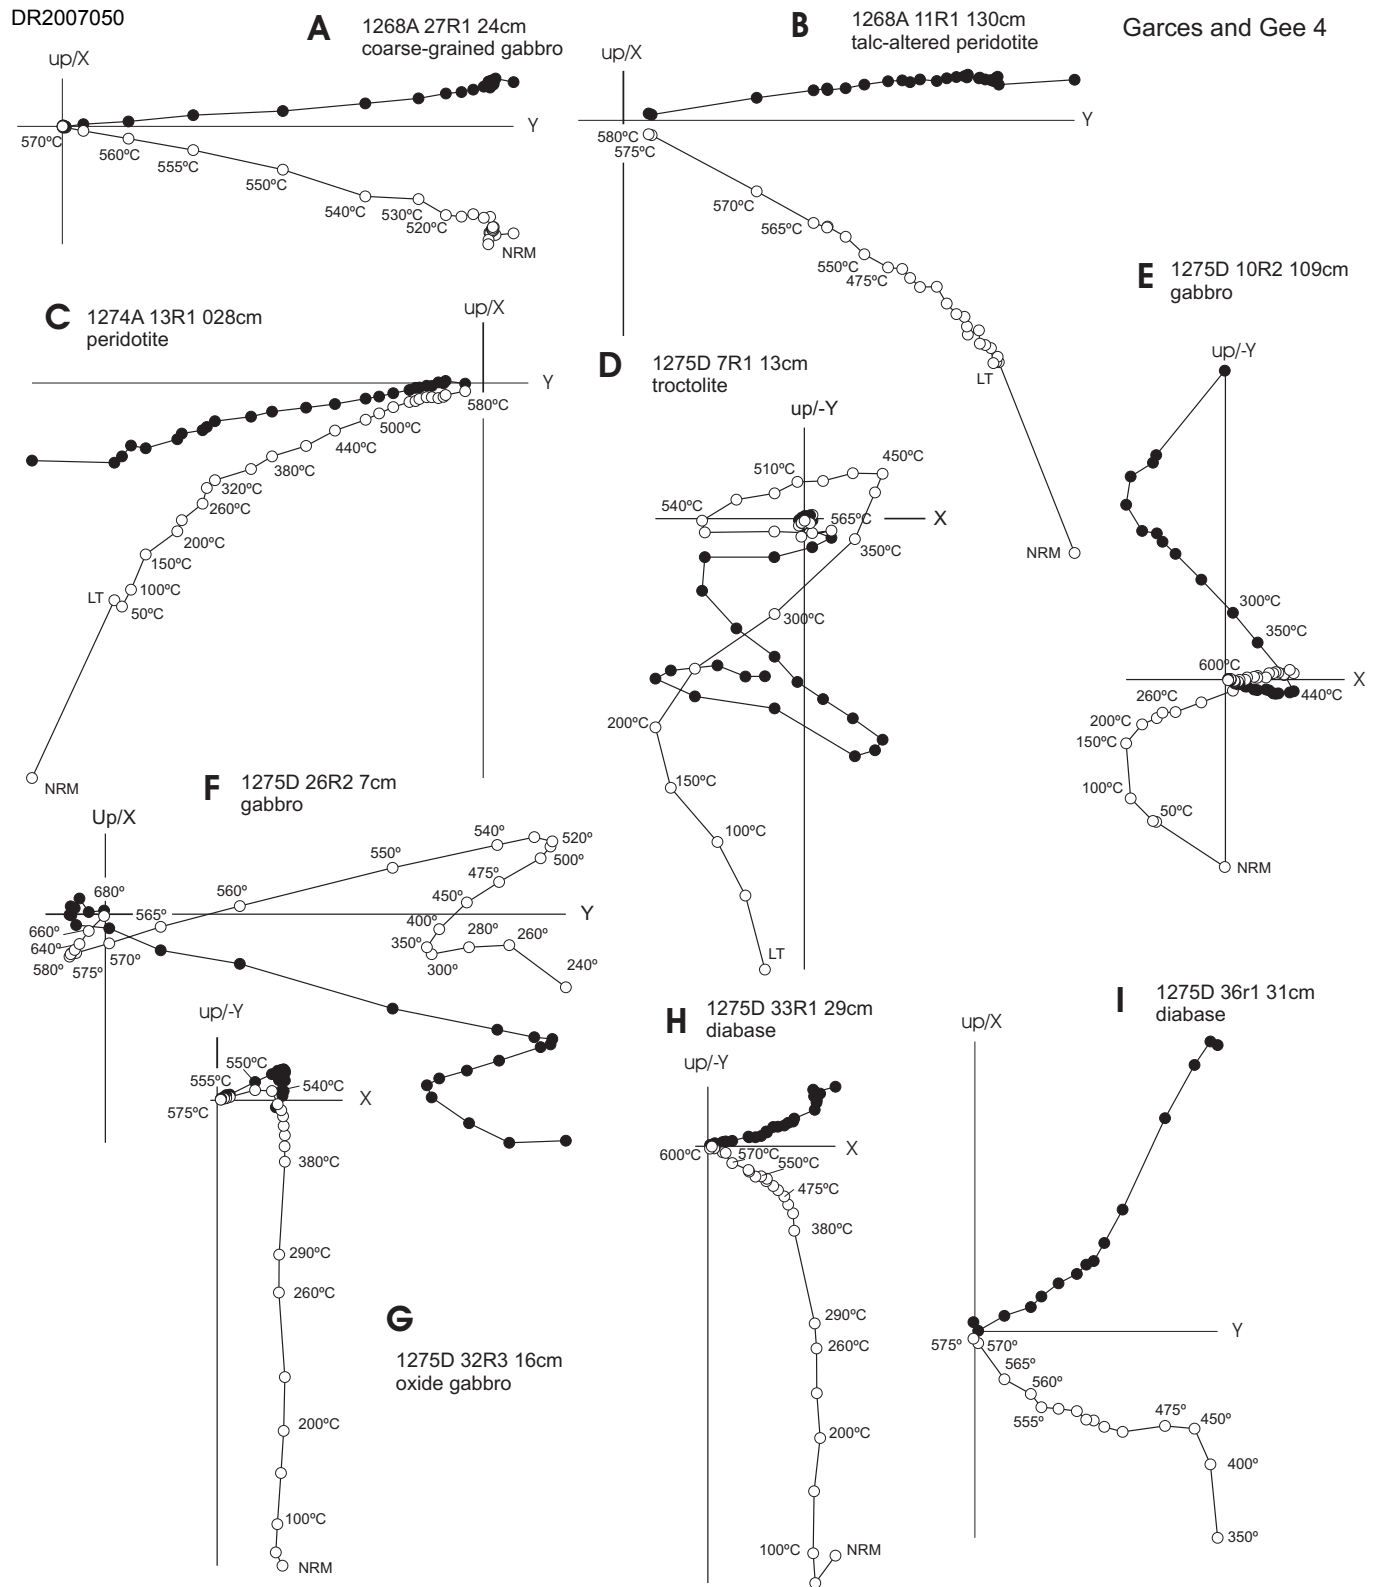 DR2007050
Garces and Gee 4
A
1268A 27R1 24cm
coarse-grained gabbro
up/X
Y
570ºC
560ºC
555ºC
550ºC
540ºC
530ºC
520ºC
NRM
B
1268A 11R1 130cm
talc-altered peridotite
up/X
Y
580ºC
575ºC
570ºC
565ºC
550ºC
475ºC
LT
NRM
C
1274A 13R1 028cm
peridotite
up/X
Y
580ºC
500ºC
440ºC
380ºC
320ºC
260ºC
200ºC
150ºC
100ºC
LT
50ºC
NRM
D
1275D 7R1 13cm
troctolite
up/-Y
450ºC
510ºC
540ºC
565ºC
X
350ºC
300ºC
200ºC
150ºC
100ºC
LT
E
1275D 10R2 109cm
gabbro
up/-Y
300ºC
350ºC
600ºC
X
440ºC
260ºC
200ºC
150ºC
100ºC
50ºC
NRM
F
1275D 26R2 7cm
gabbro
Up/X
540º
520º
550º
500º
475º
680º
560º
450º
565º
Y
400º
660º
640º
570º
350º
280º
260º
580º
575º
300º
240º
up/-Y
550ºC
555ºC
540ºC
575ºC
X
380ºC
290ºC
260ºC
G
1275D 32R3 16cm
oxide gabbro
200ºC
100ºC
NRM
H
1275D 33R1 29cm
diabase
up/-Y
600ºC
570ºC
X
550ºC
475ºC
380ºC
290ºC
260ºC
200ºC
100ºC
NRM
I
1275D 36r1 31cm
diabase
up/X
Y
575º
570º
565º
560º
555º
475º
450º
400º
350º